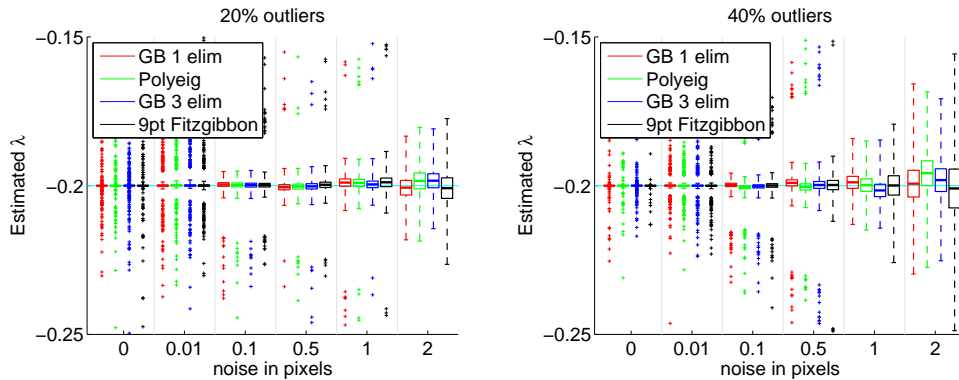 20% outliers
−0.15
−0.2
−0.25
Estimated λ
GB 1 elim
Polyeig
GB 3 elim
9pt Fitzgibbon
0 0.01 0.1 0.5 1 2
noise in pixels
40% outliers
−0.15
−0.2
−0.25
Estimated λ
GB 1 elim
Polyeig
GB 3 elim
9pt Fitzgibbon
0 0.01 0.1 0.5 1 2
noise in pixels